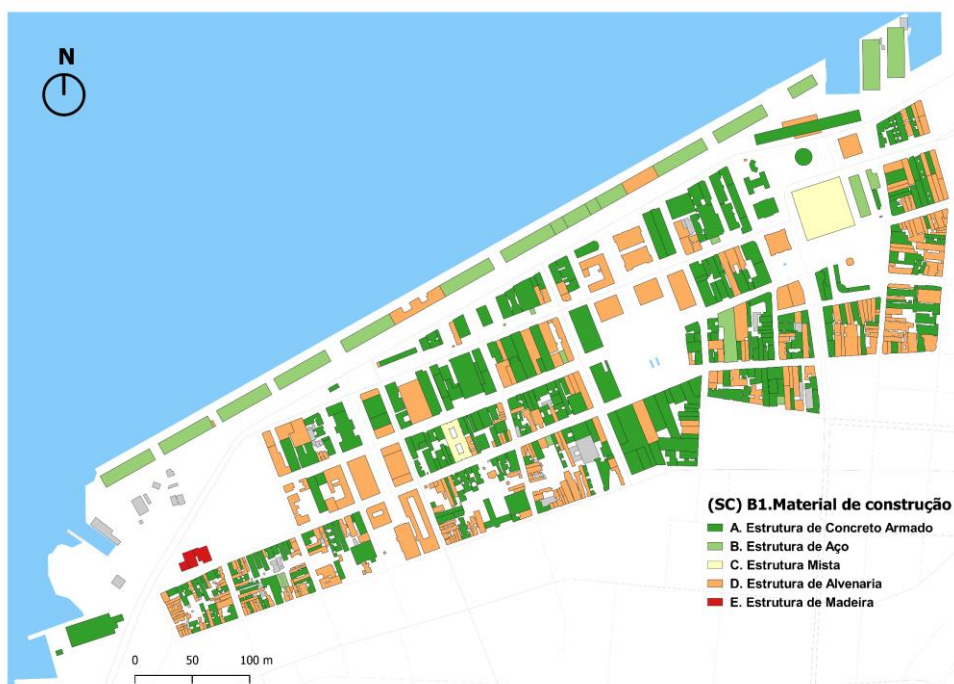 N
(SC) B1.Material de construção
A. Estrutura de Concreto Armado
B. Estrutura de Aço
C. Estrutura Mista
D. Estrutura de Alvenaria
E. Estrutura de Madeira
0 50 100 m